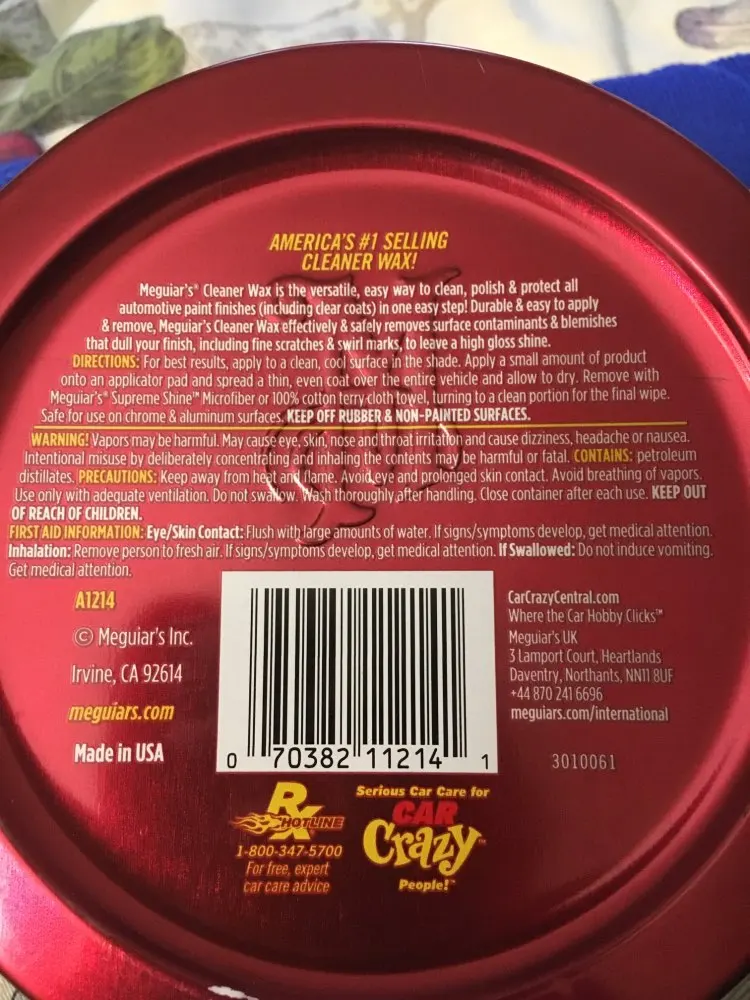 AMERICA'S #1 SELLING
CLEANER WAX!
Meguiar's® Cleaner Wax is the versatile, easy way to clean, polish & protect all
automotive paint finishes (including clear coats) in one easy step! Durable & easy to apply
& remove, Meguiar's Cleaner Wax effectively & safely removes surface contaminants & blemishes
that dull your finish, including fine scratches & swirl marks, to leave a high gloss shine.
DIRECTIONS: For best results, apply to a clean, cool surface in the shade. Apply a small amount of product
onto an applicator pad and spread a thin, even coat over the entire vehicle and allow to dry. Remove with
Meguiar's® Supreme Shine™ Microfiber or 100% cotton terry cloth towel, turning to a clean portion for the final wipe.
Safe for use on chrome & aluminum surfaces. KEEP OFF RUBBER & NON-PAINTED SURFACES.
WARNING! Vapors may be harmful. May cause eye, skin, nose and throat irritation and cause dizziness, headache or nausea.
Intentional misuse by deliberately concentrating and inhaling the contents may be harmful or fatal. CONTAINS: petroleum
distillates. PRECAUTIONS: Keep away from heat and flame. Avoid eye and prolonged skin contact. Avoid breathing of vapors.
Use only with adequate ventilation. Do not swallow. Wash thoroughly after handling. Close container after each use. KEEP OUT
OF REACH OF CHILDREN.
FIRST AID INFORMATION: Eye/Skin Contact: Flush with large amounts of water. If signs/symptoms develop, get medical attention.
Inhalation: Remove person to fresh air. If signs/symptoms develop, get medical attention. If Swallowed: Do not induce vomiting.
Get medical attention.
A1214
© Meguiar's Inc.
Irvine, CA 92614
meguiars.com
Made in USA
0 70382 11214 1
CarCrazyCentral.com
Where the Car Hobby Clicks™
Meguiar's UK
3 Lamport Court, Heartlands
Daventry, Northants, NN11 8UF
+44 870 241 6696
meguiars.com/international
3010061
Rx
HOTLINE
1-800-347-5700
For free, expert
car care advice
Serious Car Care for
CAR
Crazy™
People!™